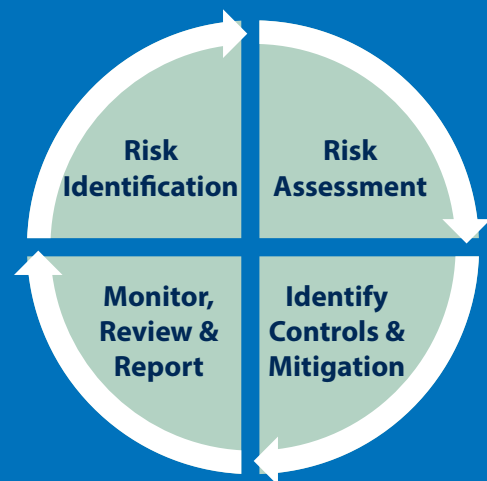 Risk
Identification
Risk
Assessment
Monitor,
Review &
Report
Identify
Controls &
Mitigation